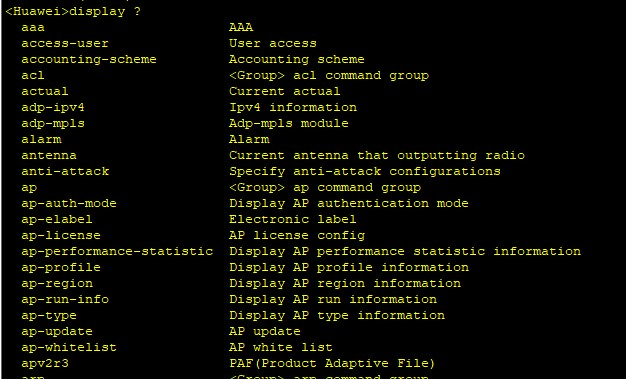 <Huawei>display ?
aaa AAA
access-user User access
accounting-scheme Accounting scheme
acl <Group> acl command group
actual Current actual
adp-ipv4 Ipv4 information
adp-mpls Adp-mpls module
alarm Alarm
antenna Current antenna that outputting radio
anti-attack Specify anti-attack configurations
ap <Group> ap command group
ap-auth-mode Display AP authentication mode
ap-elabel Electronic label
ap-license AP license config
ap-performance-statistic Display AP performance statistic information
ap-profile Display AP profile information
ap-region Display AP region information
ap-run-info Display AP run information
ap-type Display AP type information
ap-update AP update
ap-whitelist AP white list
apv2r3 PAF(Product Adaptive File)
arp <Group> arp command group